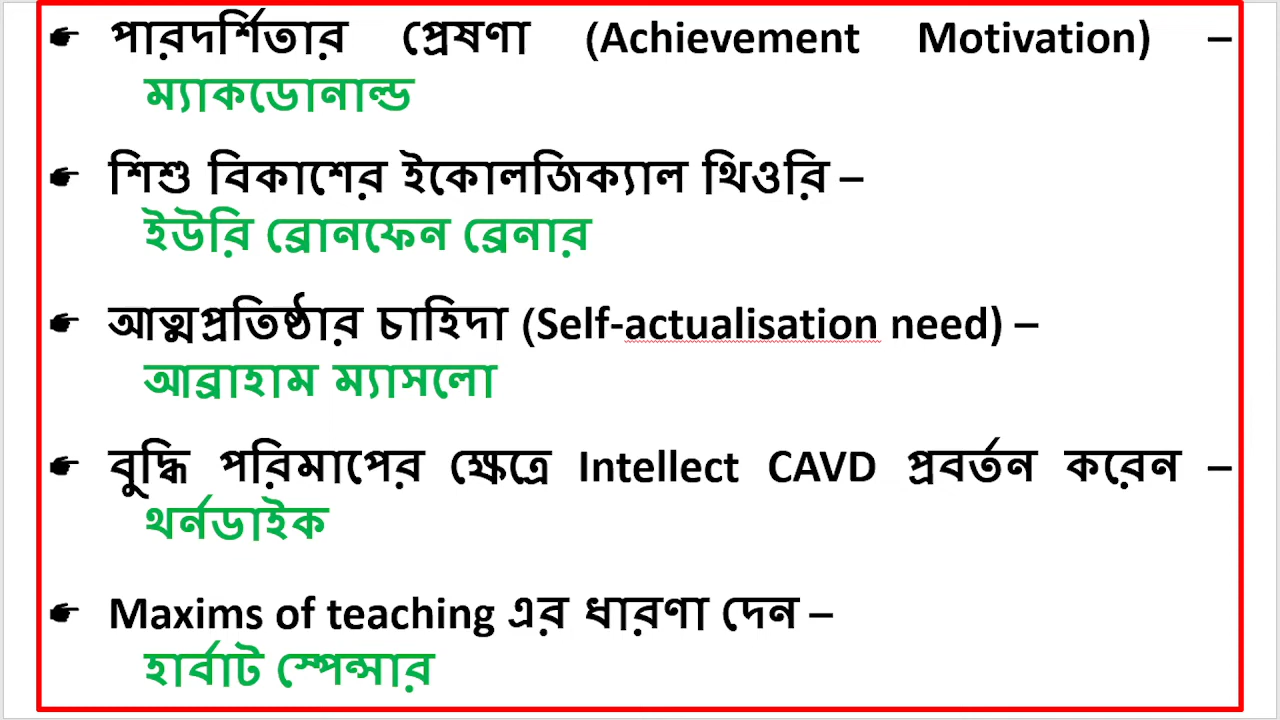 ☛ পারদর্শিতার প্রেষণা (Achievement Motivation) –
ম্যাকডোনাল্ড
☛ শিশু বিকাশের ইকোলজিক্যাল থিওরি –
ইউরি ব্রোনফেন ব্রেনার
☛ আত্মপ্রতিষ্ঠার চাহিদা (Self-actualisation need) –
আব্রাহাম ম্যাসলো
☛ বুদ্ধি পরিমাপের ক্ষেত্রে Intellect CAVD প্রবর্তন করেন –
থর্নডাইক
☛ Maxims of teaching এর ধারণা দেন –
হার্বাট স্পেন্সার